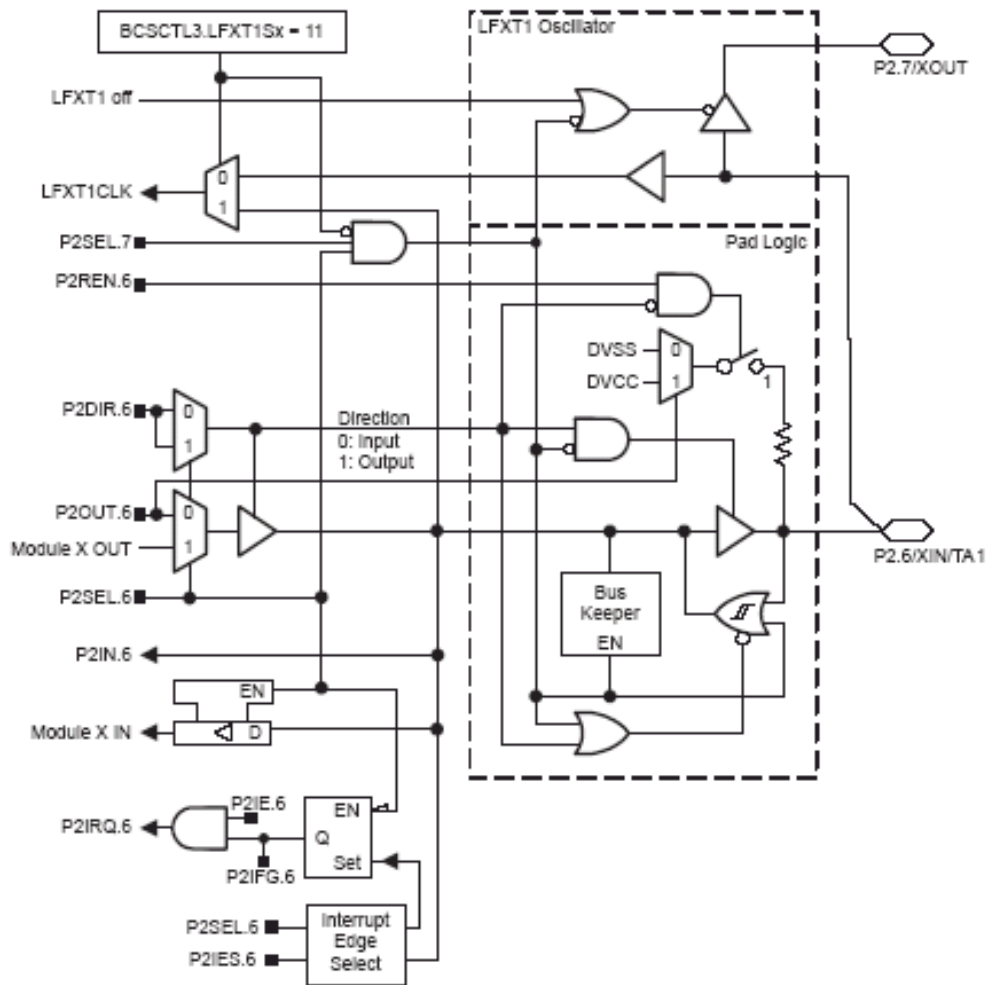 BCSCTL3.LFXT1Sx = 11
LFXT1 Oscillator
P2.7/XOUT
LFXT1 off
0
LFXT1CLK
1
P2SEL.7
Pad Logic
P2REN.6
DVSS
0
DVCC
1
1
P2DIR.6
0
1
Direction
0: Input
1: Output
P2OUT.6
0
Module X OUT
1
P2.6/XIN/TA1
P2SEL.6
Bus
Keeper
EN
P2IN.6
EN
Module X IN
D
P2IE.6
EN
P2IRQ.6
Q
P2IFG.6
Set
P2SEL.6
P2IES.6
Interrupt
Edge
Select